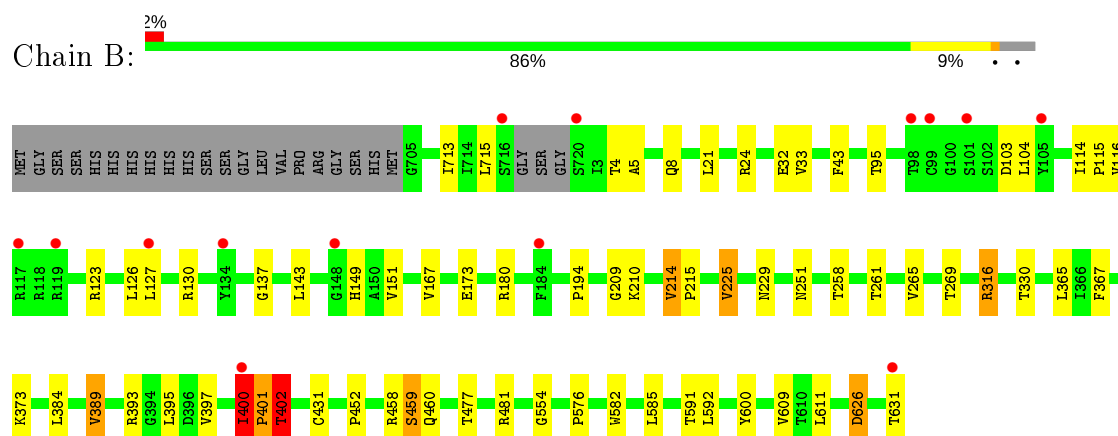 2%
Chain B:
86% 9% • •
MET GLY SER SER HIS HIS HIS HIS HIS HIS SER SER GLY LEU VAL PRO ARG GLY SER HIS MET G705 I713 I714 L715 S716 GLY SER GLY S720 I3 T4 A5 Q8 L21 R24 E32 V33 F43 T95 T98 C99 G100 S101 S102 D103 L104 Y105 I114 P115 V116
R117 R118 R119 R123 L126 L127 R130 Y134 G137 L143 G148 H149 A150 V151 V167 E173 R180 F184 P194 G209 K210 V214 P215 V225 N229 N251 T258 T261 V265 T269 R316 T330 L365 I366 F367
K373 L384 V389 R393 G394 L395 D396 V397 I400 P401 T402 C431 P452 R458 S459 Q460 T477 R481 G554 P576 W582 L585 T591 L592 Y600 V609 T610 L611 D626 T631